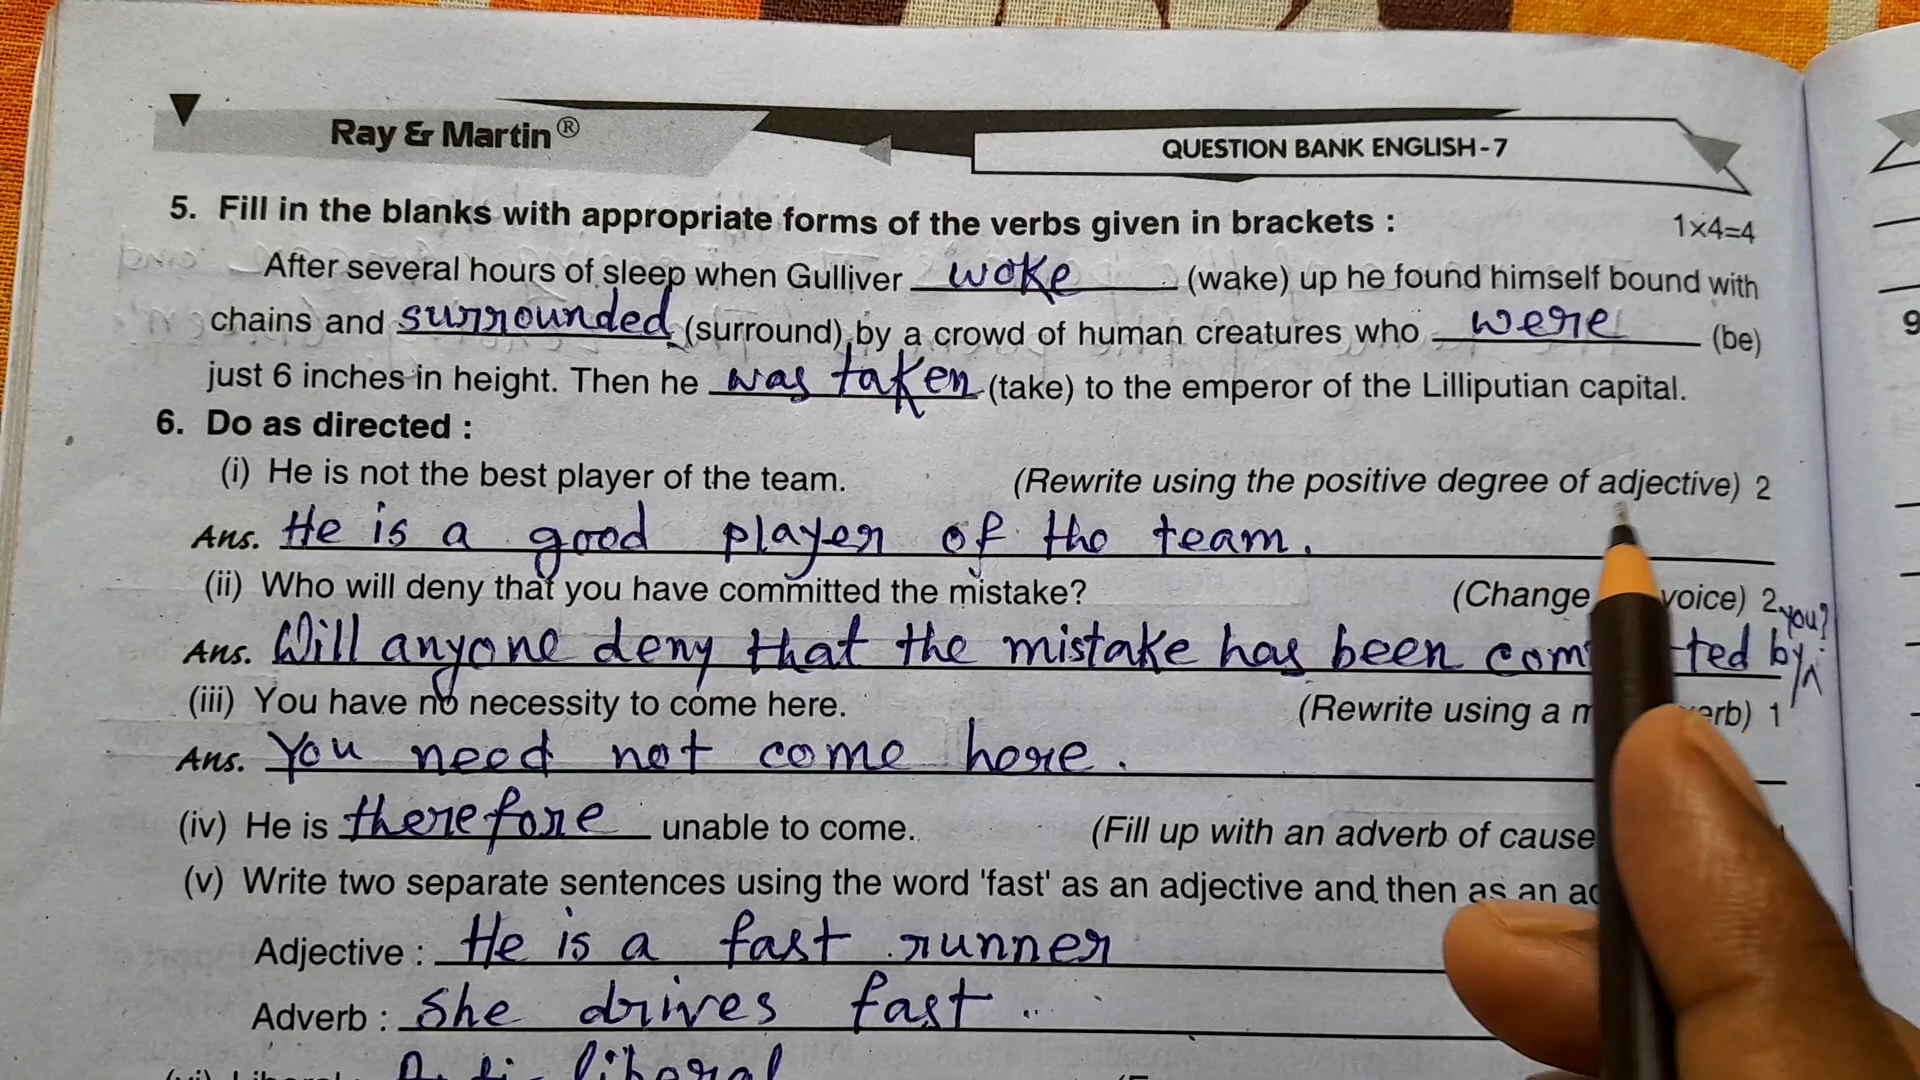 Ray & Martin®
QUESTION BANK ENGLISH-7
5. Fill in the blanks with appropriate forms of the verbs given in brackets : 1×4=4
After several hours of sleep when Gulliver woke (wake) up he found himself bound with
chains and surrounded (surround) by a crowd of human creatures who were (be)
just 6 inches in height. Then he was taken (take) to the emperor of the Lilliputian capital.
6. Do as directed :
(i) He is not the best player of the team. (Rewrite using the positive degree of adjective) 2
Ans. He is a good player of the team.
(ii) Who will deny that you have committed the mistake? (Change voice) 2
you?
Ans. Will anyone deny that the mistake has been com ted by
(iii) You have no necessity to come here. (Rewrite using a m erb) 1
Ans. You need not come here.
(iv) He is therefore unable to come. (Fill up with an adverb of cause
(v) Write two separate sentences using the word 'fast' as an adjective and then as an
Adjective : He is a fast runner
Adverb : She drives fast.
9